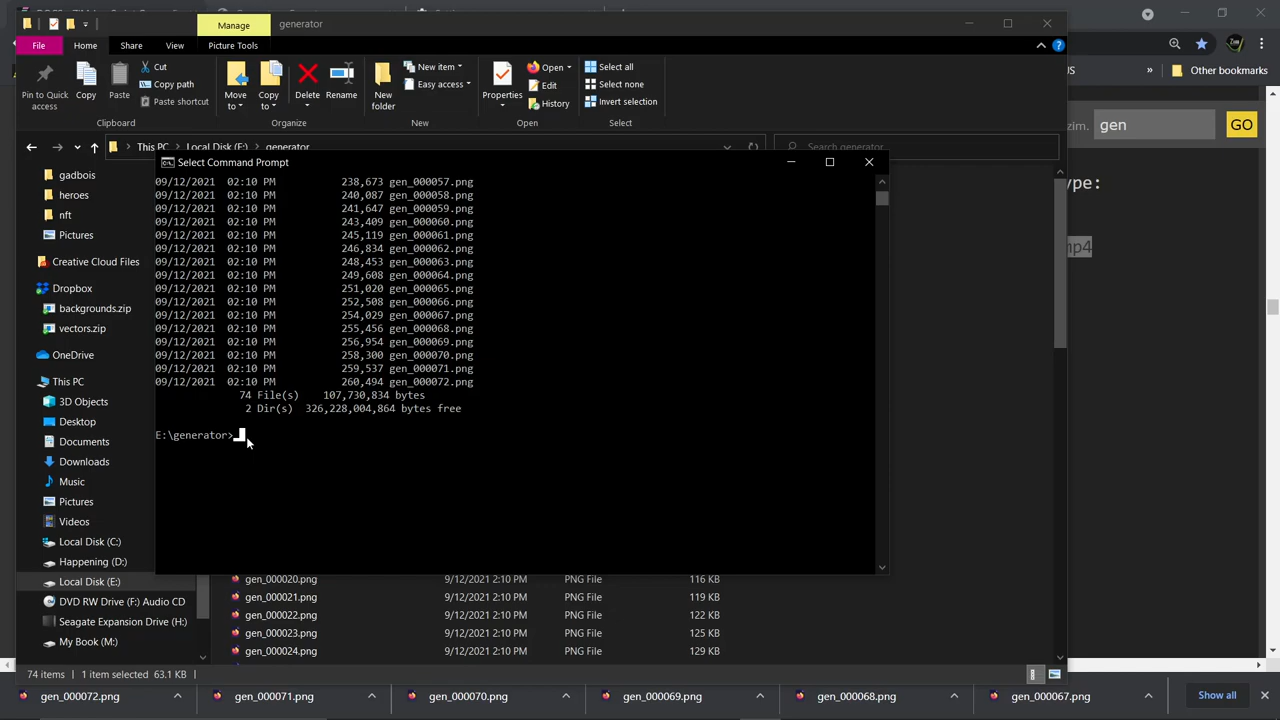 Manage
generator
File
Home
Share
View
Picture Tools
Pin to Quick access
Copy
Paste
Cut
Copy path
Paste shortcut
Clipboard
Move to
Copy to
Delete
Rename
Organize
New folder
New item
Easy access
New
Properties
Open
Edit
History
Open
Select all
Select none
Invert selection
Select
Other bookmarks
zim.
gen
GO
This PC
Local Disk (E:)
generator
Search generator
ype:
mp4
gadbois
heroes
nft
Pictures
Creative Cloud Files
Dropbox
backgrounds.zip
vectors.zip
OneDrive
This PC
3D Objects
Desktop
Documents
Downloads
Music
Pictures
Videos
Local Disk (C:)
Happening (D:)
Local Disk (E:)
DVD RW Drive (F:) Audio CD
Seagate Expansion Drive (H:)
My Book (M:)
Select Command Prompt
09/12/2021 02:10 PM 238,673 gen_000057.png
09/12/2021 02:10 PM 240,087 gen_000058.png
09/12/2021 02:10 PM 241,647 gen_000059.png
09/12/2021 02:10 PM 243,409 gen_000060.png
09/12/2021 02:10 PM 245,119 gen_000061.png
09/12/2021 02:10 PM 246,834 gen_000062.png
09/12/2021 02:10 PM 248,453 gen_000063.png
09/12/2021 02:10 PM 249,608 gen_000064.png
09/12/2021 02:10 PM 251,020 gen_000065.png
09/12/2021 02:10 PM 252,508 gen_000066.png
09/12/2021 02:10 PM 254,029 gen_000067.png
09/12/2021 02:10 PM 255,456 gen_000068.png
09/12/2021 02:10 PM 256,954 gen_000069.png
09/12/2021 02:10 PM 258,300 gen_000070.png
09/12/2021 02:10 PM 259,537 gen_000071.png
09/12/2021 02:10 PM 260,494 gen_000072.png
74 File(s) 107,730,834 bytes
2 Dir(s) 326,228,004,864 bytes free
E:\generator>
gen_000020.png 9/12/2021 2:10 PM PNG File 116 KB
gen_000021.png 9/12/2021 2:10 PM PNG File 119 KB
gen_000022.png 9/12/2021 2:10 PM PNG File 122 KB
gen_000023.png 9/12/2021 2:10 PM PNG File 125 KB
gen_000024.png 9/12/2021 2:10 PM PNG File 129 KB
74 items
1 item selected 63.1 KB
gen_000072.png
gen_000071.png
gen_000070.png
gen_000069.png
gen_000068.png
gen_000067.png
Show all